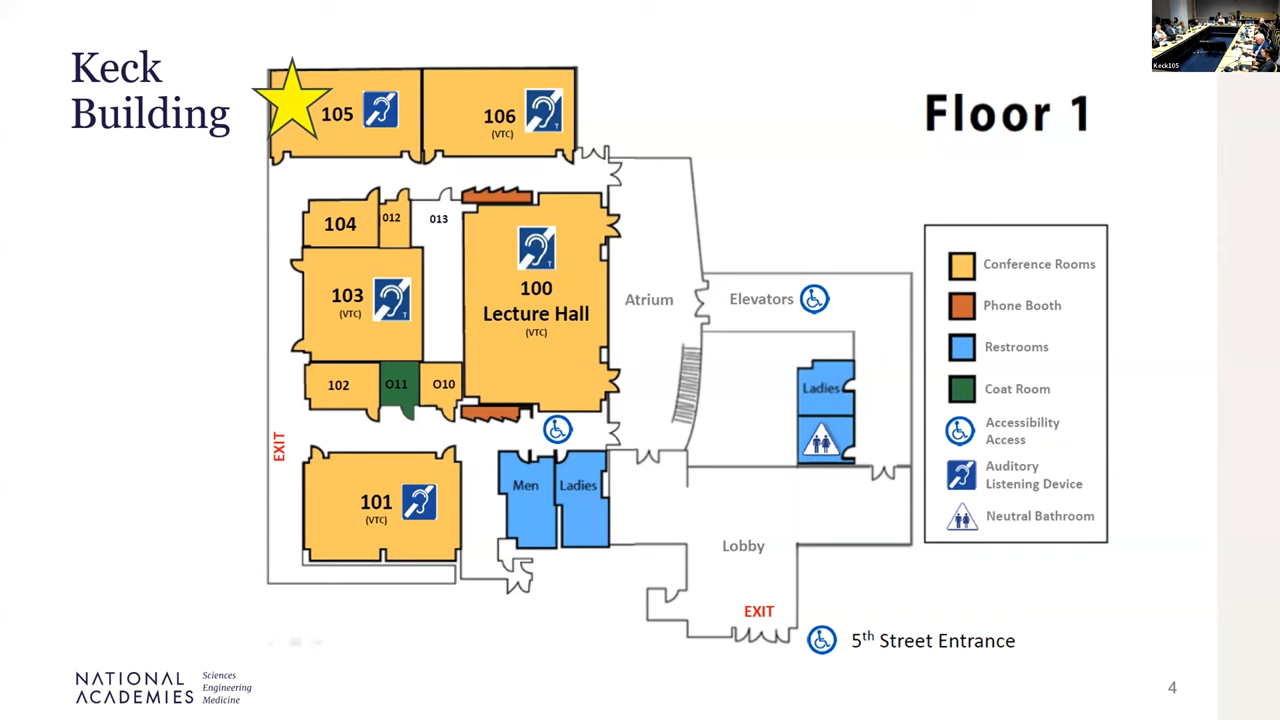 Keck
Building
Keck105
Floor 1
105
106
(VTC)
T
104
012
013
103
(VTC)
T
T
100
Lecture Hall
(VTC)
Atrium
Elevators
102
O11
O10
EXIT
101
(VTC)
Men
Ladies
Ladies
Lobby
EXIT
5th Street Entrance
Conference Rooms
Phone Booth
Restrooms
Coat Room
Accessibility
Access
Auditory
Listening Device
Neutral Bathroom
NATIONAL
ACADEMIES
Sciences
Engineering
Medicine
4